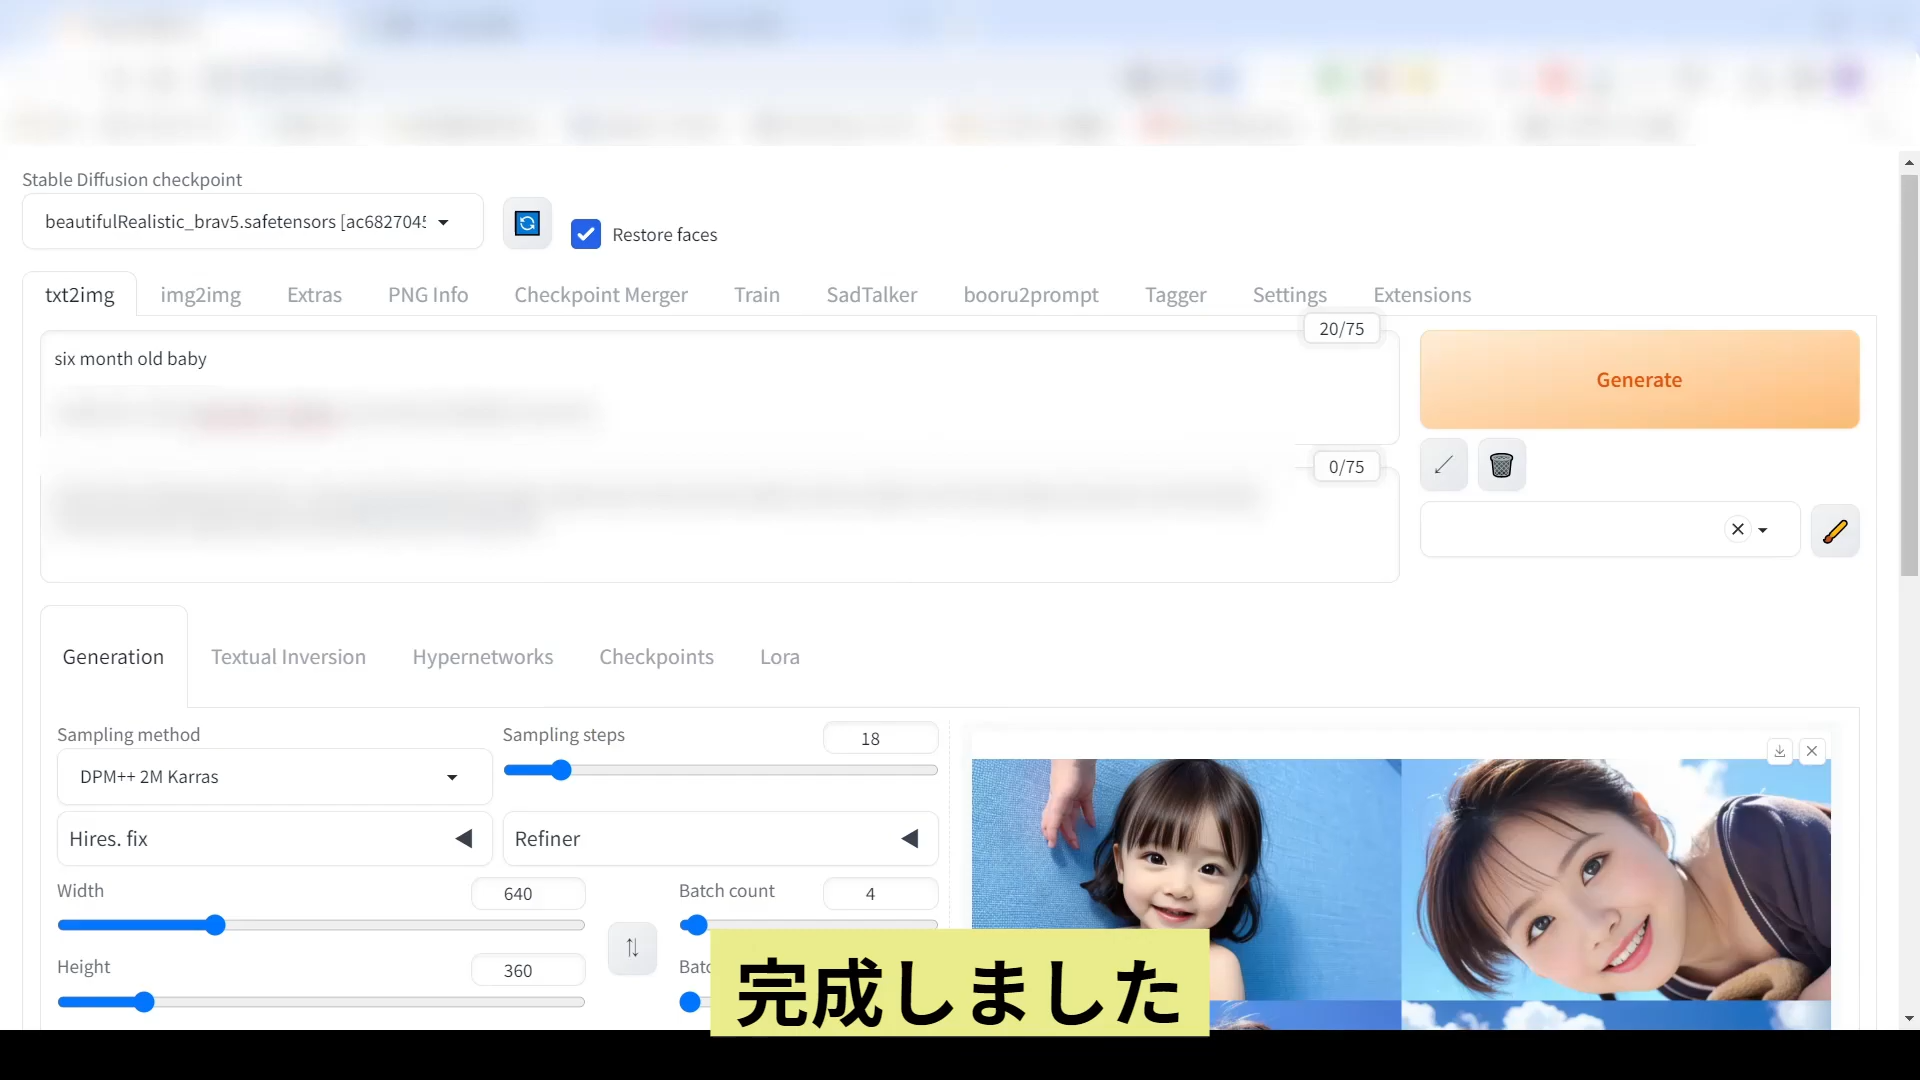 Stable Diffusion checkpoint
beautifulRealistic_brav5.safetensors [ac682704
Restore faces
txt2img img2img Extras PNG Info Checkpoint Merger Train SadTalker booru2prompt Tagger Settings Extensions
20/75
six month old baby
Generate
0/75
Generation Textual Inversion Hypernetworks Checkpoints Lora
Sampling method
DPM++ 2M Karras
Sampling steps 18
Hires. fix
Refiner
Width 640
Batch count 4
Height 360
完成しました